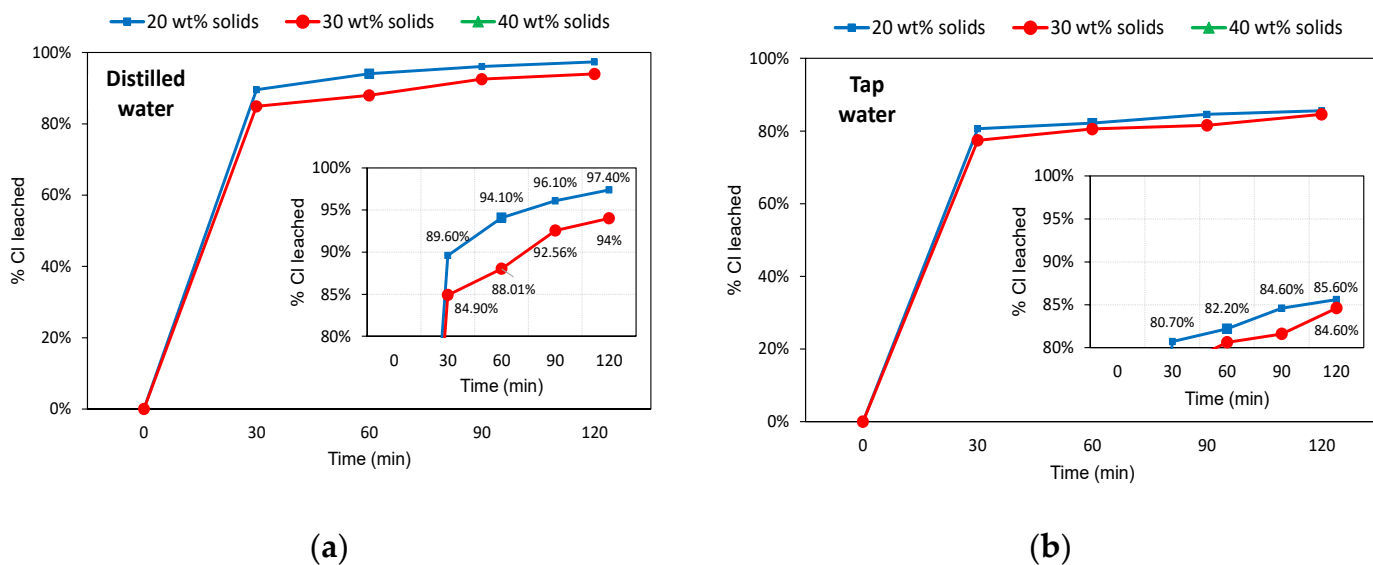 20 wt% solids 30 wt% solids 40 wt% solids
Distilled
water
% Cl leached
100%
80%
60%
40%
20%
0%
0 30 60 90 120
Time (min)
% Cl leached
100%
95%
90%
85%
80%
89.60%
94.10%
96.10%
97.40%
84.90%
88.01%
92.56%
94%
0 30 60 90 120
Time (min)
(a)
20 wt% solids 30 wt% solids 40 wt% solids
Tap
water
% Cl leached
100%
80%
60%
40%
20%
0%
0 30 60 90 120
Time (min)
% Cl leached
100%
95%
90%
85%
80%
80.70%
82.20%
84.60%
85.60%
84.60%
0 30 60 90 120
Time (min)
(b)